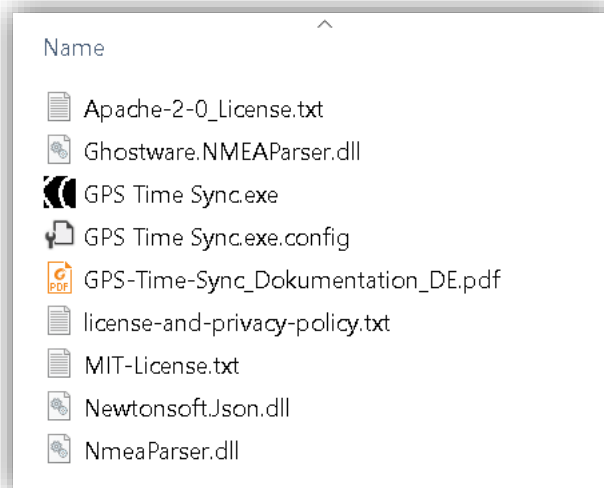 Name
Apache-2-0_License.txt
Ghostware.NMEAParser.dll
GPS Time Sync.exe
GPS Time Sync.exe.config
PDF
GPS-Time-Sync_Dokumentation_DE.pdf
license-and-privacy-policy.txt
MIT-License.txt
Newtonsoft.Json.dll
NmeaParser.dll